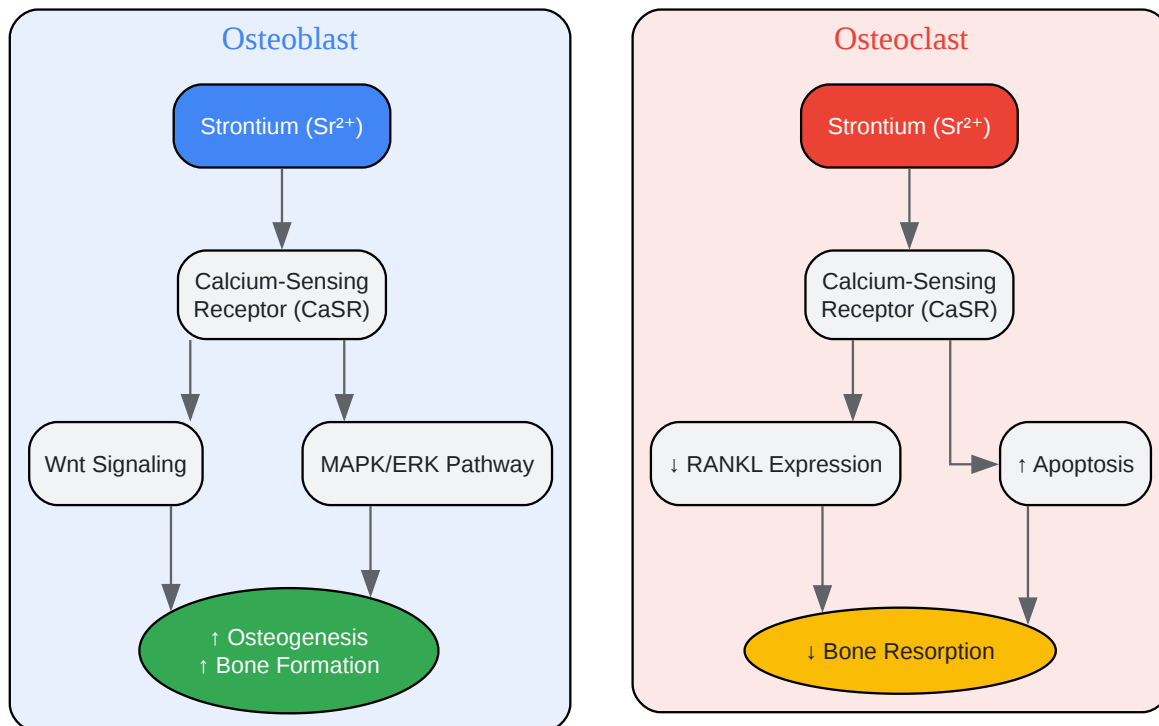 Osteoblast
Strontium (Sr²⁺)
Calcium-Sensing
Receptor (CaSR)
Wnt Signaling
MAPK/ERK Pathway
↑ Osteogenesis
↑ Bone Formation
Osteoclast
Strontium (Sr²⁺)
Calcium-Sensing
Receptor (CaSR)
↓ RANKL Expression
↑ Apoptosis
↓ Bone Resorption